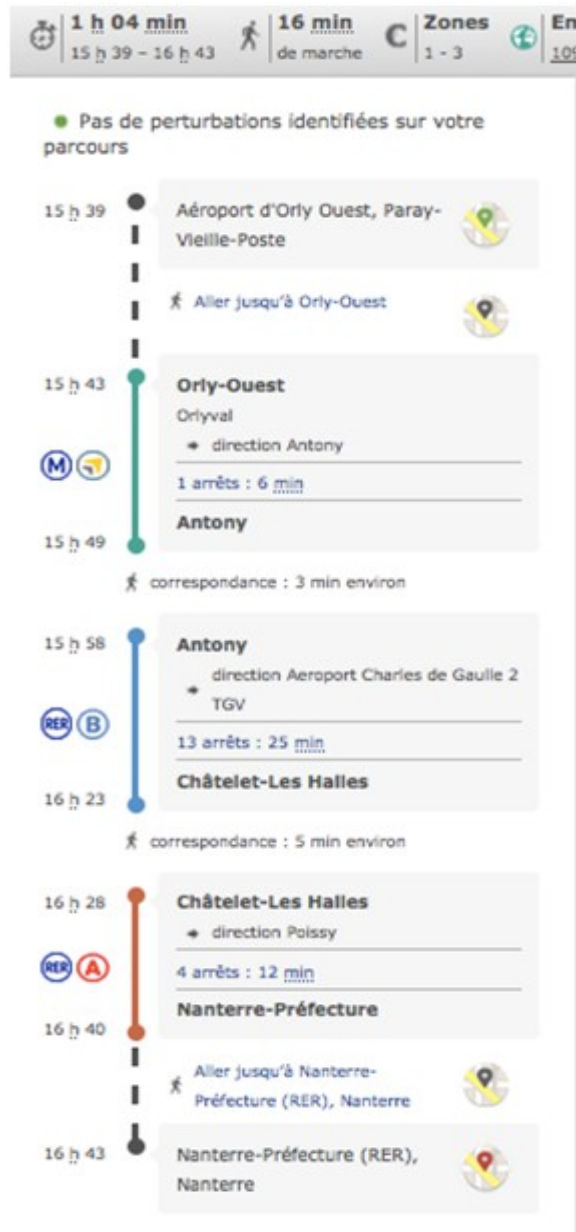 1 h 04 min
15 h 39 – 16 h 43
16 min
de marche
C
Zones
1 - 3
En
109
Pas de perturbations identifiées sur votre
parcours
15 h 39
Aéroport d'Orly Ouest, Paray-
Vieille-Poste
Aller jusqu'à Orly-Ouest
15 h 43
Orly-Ouest
Orlyval
direction Antony
M
1 arrêts : 6 min
Antony
15 h 49
correspondance : 3 min environ
15 h 58
Antony
direction Aeroport Charles de Gaulle 2
TGV
RER B
13 arrêts : 25 min
Châtelet-Les Halles
16 h 23
correspondance : 5 min environ
16 h 28
Châtelet-Les Halles
direction Poissy
RER A
4 arrêts : 12 min
Nanterre-Préfecture
16 h 40
Aller jusqu'à Nanterre-
Préfecture (RER), Nanterre
16 h 43
Nanterre-Préfecture (RER),
Nanterre